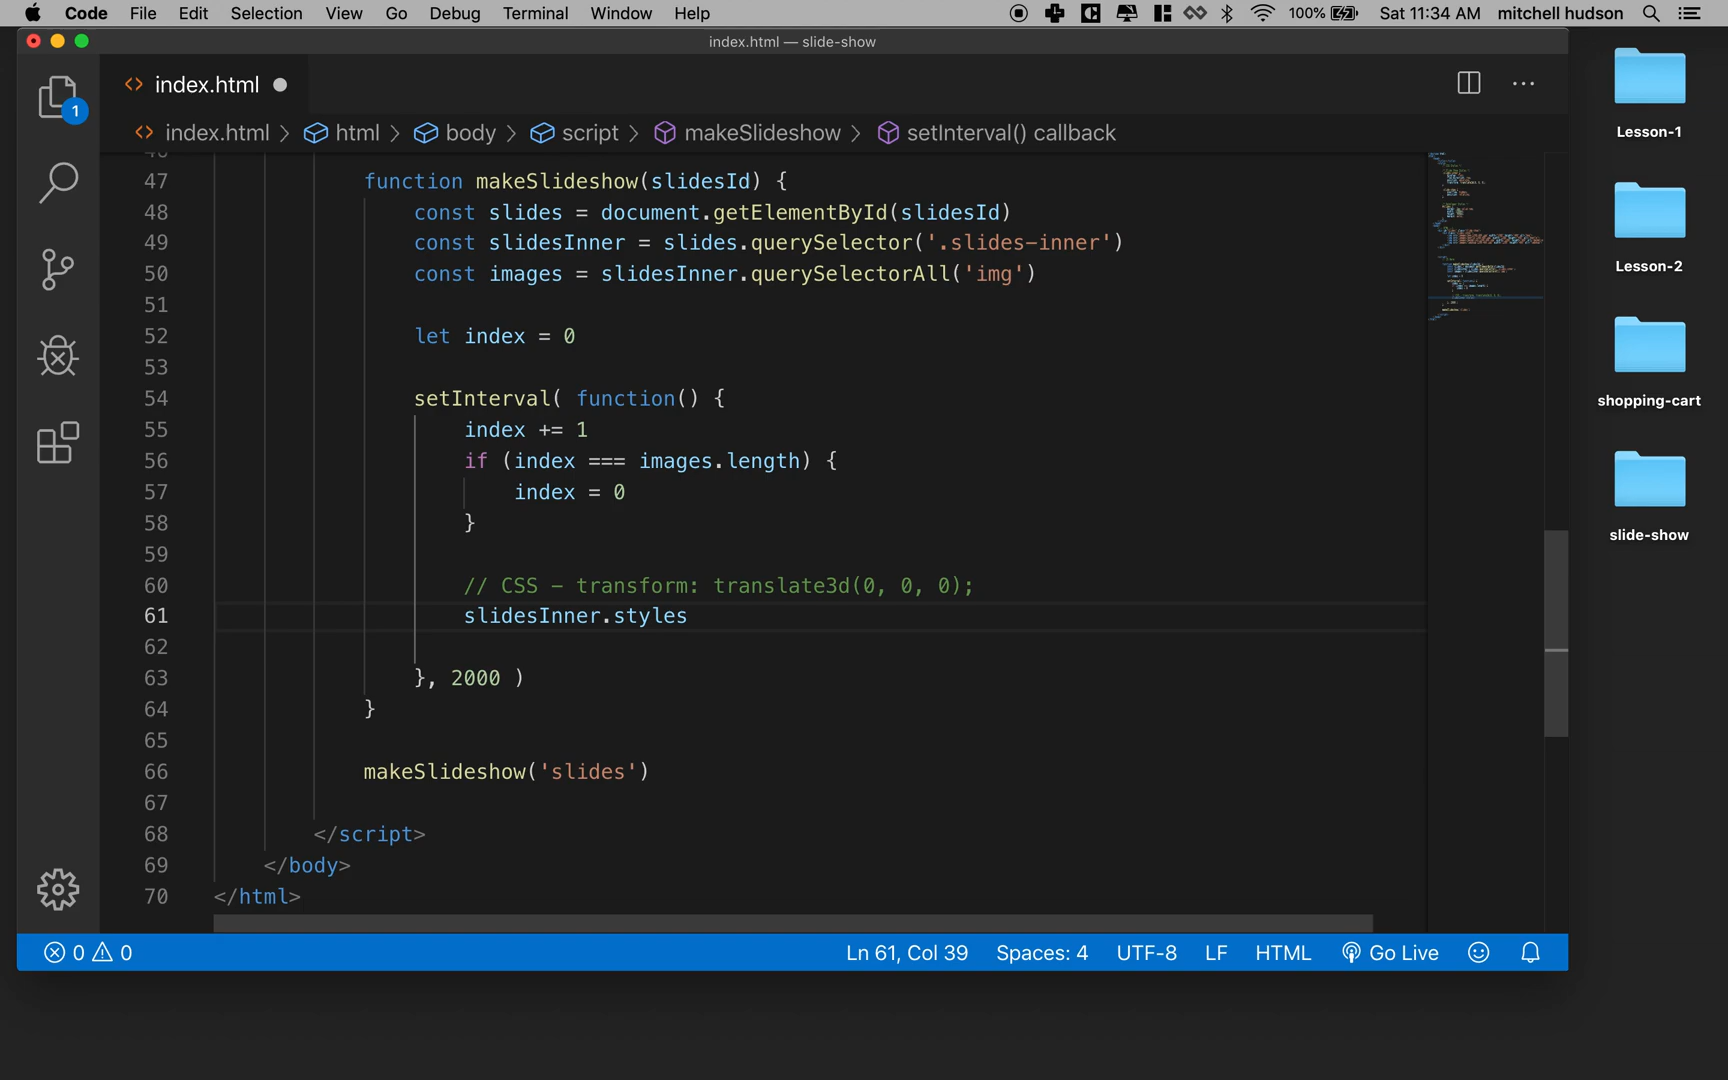 Code File Edit Selection View Go Debug Terminal Window Help 100% Sat 11:34 AM mitchell hudson
index.html — slide-show
index.html
index.html > html > body > script > makeSlideshow > setInterval() callback
1
47 function makeSlideshow(slidesId) {
48 const slides = document.getElementById(slidesId)
49 const slidesInner = slides.querySelector('.slides-inner')
50 const images = slidesInner.querySelectorAll('img')
51
52 let index = 0
53
54 setInterval( function() {
55 index += 1
56 if (index === images.length) {
57 index = 0
58 }
59
60 // CSS - transform: translate3d(0, 0, 0);
61 slidesInner.styles
62
63 }, 2000 )
64 }
65
66 makeSlideshow('slides')
67
68 </script>
69 </body>
70 </html>
0 0 Ln 61, Col 39 Spaces: 4 UTF-8 LF HTML Go Live
Lesson-1
Lesson-2
shopping-cart
slide-show